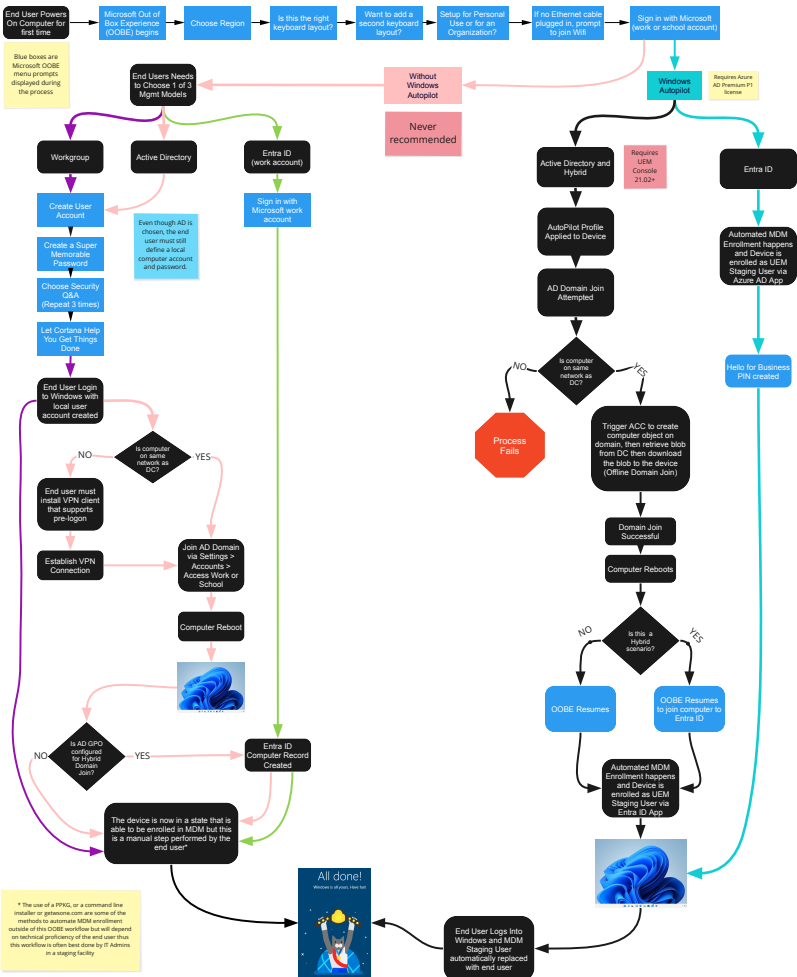 End User Powers
On Computer for
first time
Microsoft Out of
Box Experience
(OOBE) begins
Choose Region
Is this the right
keyboard layout?
Want to add a
second keyboard
layout?
Setup for Personal
Use or for an
Organization?
If no Ethernet cable
plugged in, prompt
to join Wifi
Sign in with Microsoft
(work or school account)
Blue boxes are
Microsoft OOBE
menu prompts
displayed during
the process
End Users Needs
to Choose 1 of 3
Mgmt Models
Without
Windows
Autopilot
Windows
Autopilot
Requires Azure
AD Premium P1
license
Never
recommended
Workgroup
Active Directory
Entra ID
(work account)
Active Directory and
Hybrid
Requires
UEM
Console
21.02+
Entra ID
Create User
Account
Even though AD is
chosen, the end
user must still
define a local
computer account
and password.
Sign in with
Microsoft work
account
AutoPilot Profile
Applied to Device
Automated MDM
Enrollment happens
and Device is
enrolled as UEM
Staging User via
Azure AD App
Create a Super
Memorable
Password
Choose Security
Q&A
(Repeat 3 times)
AD Domain Join
Attempted
Let Cortana Help
You Get Things
Done
Is computer
on same
network as
DC?
NO
YES
Hello for Business
PIN created
End User Login
to Windows with
local user
account created
Process
Fails
Trigger ACC to create
computer object on
domain, then retrieve blob
from DC then download
the blob to the device
(Offline Domain Join)
Is computer
on same
network as
DC?
NO
YES
End user must
install VPN client
that supports
pre-logon
Domain Join
Successful
Establish VPN
Connection
Join AD Domain
via Settings >
Accounts >
Access Work or
School
Computer Reboots
Computer Reboot
Is this a
Hybrid
scenario?
NO
YES
OOBE Resumes
OOBE Resumes
to join computer to
Entra ID
Is AD GPO
configured
for Hybrid
Domain
Join?
NO
YES
Entra ID
Computer Record
Created
Automated MDM
Enrollment happens
and Device is
enrolled as UEM
Staging User via
Entra ID App
The device is now in a state that is
able to be enrolled in MDM but this
is a manual step performed by the
end user*
All done!
Windows is all yours. Have fun!
* The use of a PPKG, or a command line
installer or getwsone.com are some of the
methods to automate MDM enrollment
outside of this OOBE workflow but will depend
on technical proficiency of the end user thus
this workflow is often best done by IT Admins
in a staging facility
End User Logs Into
Windows and MDM
Staging User
automatically replaced
with end user